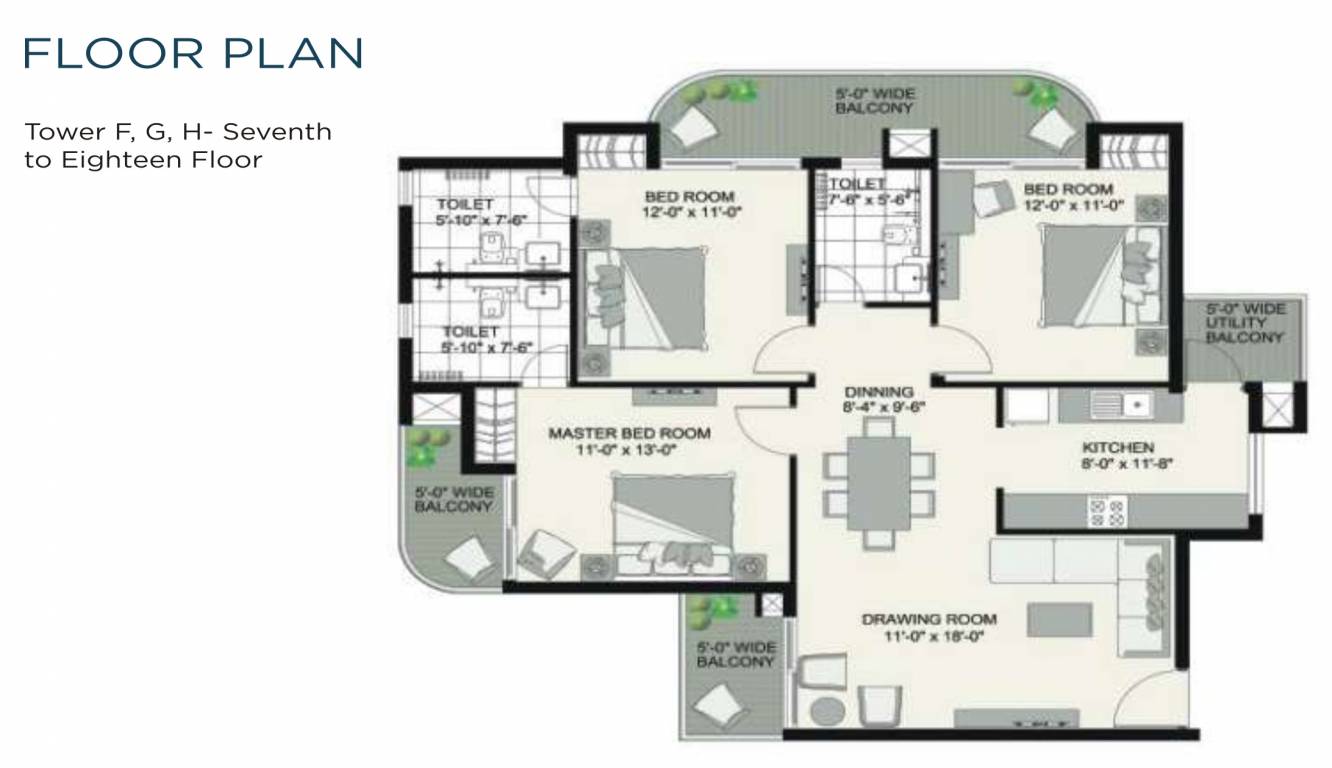 FLOOR PLAN
Tower F, G, H- Seventh
to Eighteen Floor
5'-0" WIDE
BALCONY
TOILET
5'-10" x 7'-6"
BED ROOM
12'-0" x 11'-0"
TOILET
7'-6" x 5'-6"
BED ROOM
12'-0" x 11'-0"
TOILET
5'-10" x 7'-6"
5'-0" WIDE
UTILITY
BALCONY
DINNING
8'-4" x 9'-6"
MASTER BED ROOM
11'-0" x 13'-0"
KITCHEN
8'-0" x 11'-8"
5'-0" WIDE
BALCONY
DRAWING ROOM
11'-0" x 18'-0"
5'-0" WIDE
BALCONY